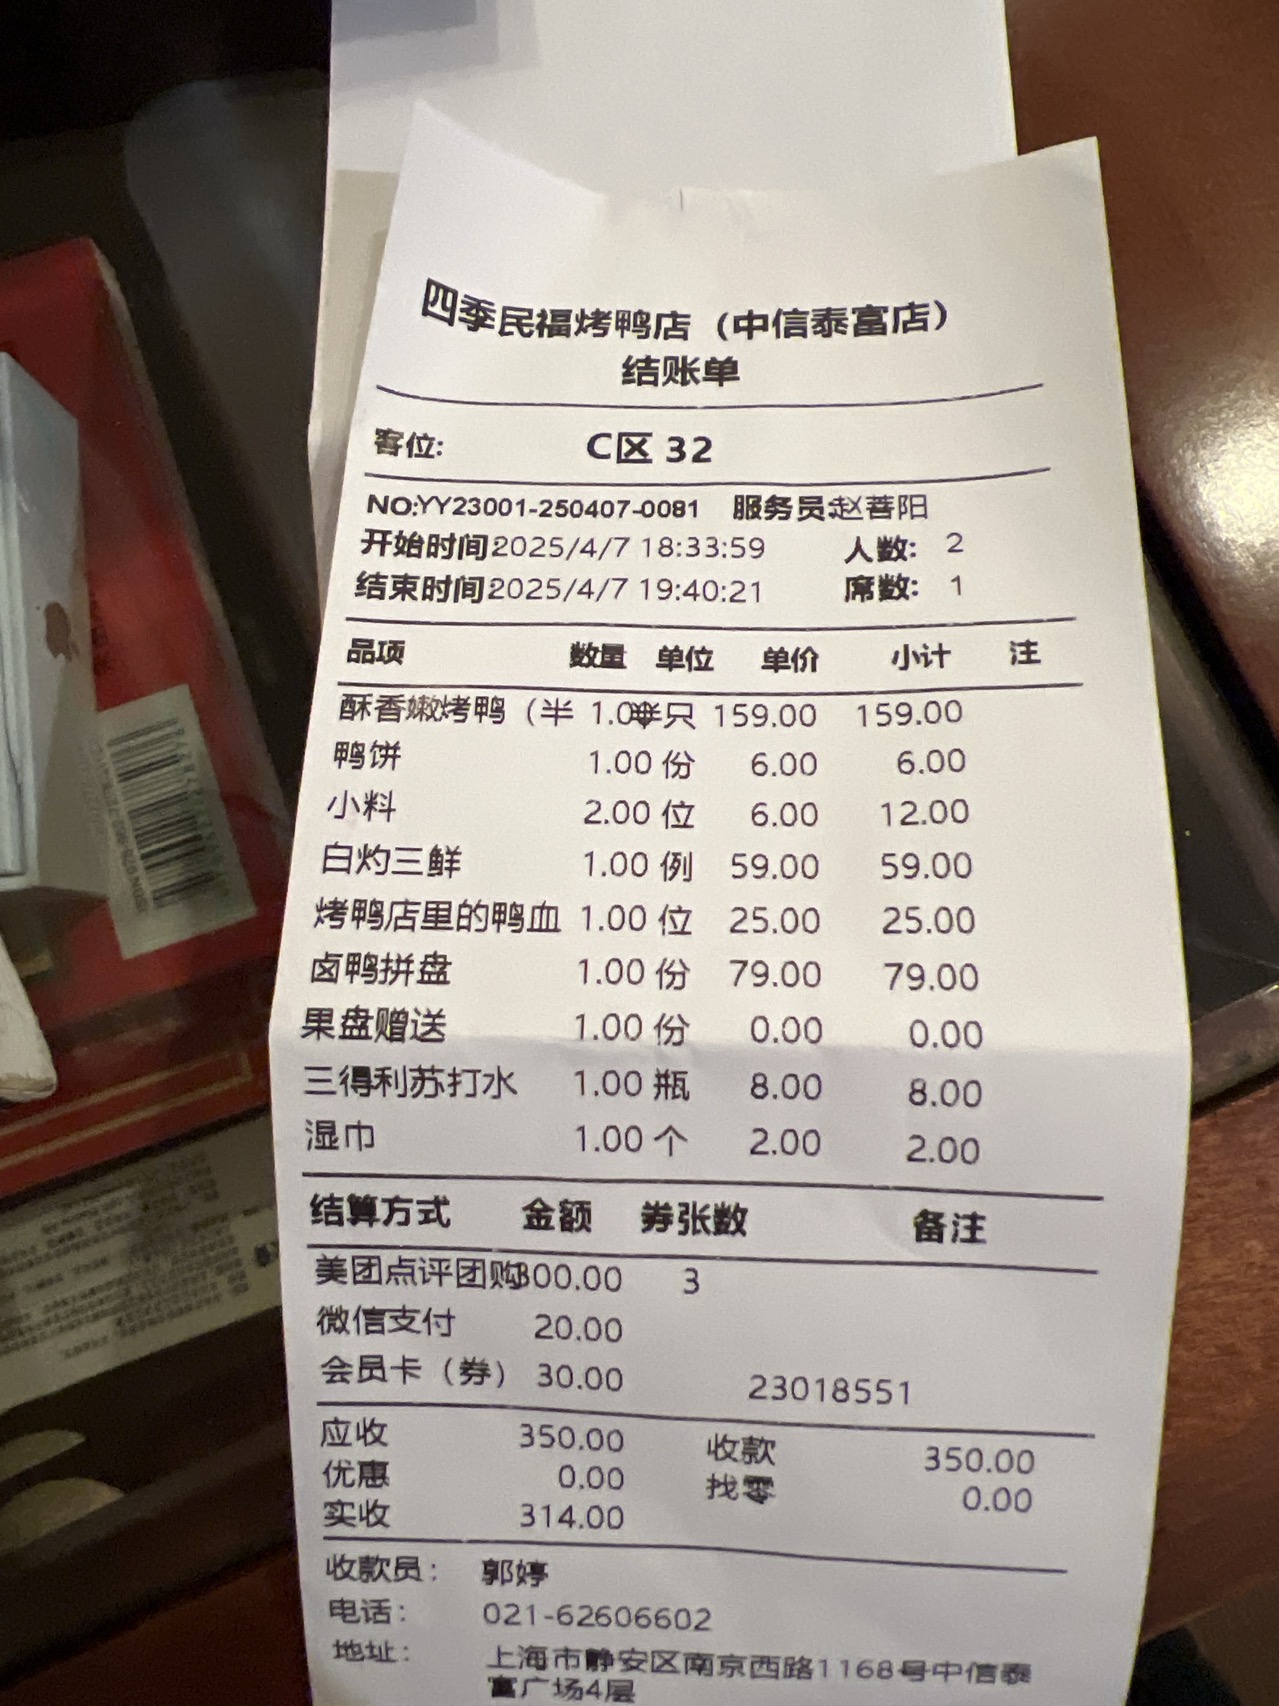 四季民福烤鸭店（中信泰富店）
结账单
客位: C区 32
NO:YY23001-250407-0081 服务员:赵菩阳
开始时间2025/4/7 18:33:59 人数: 2
结束时间2025/4/7 19:40:21 席数: 1
品项 数量 单位 单价 小计 注
酥香嫩烤鸭（半 1.00半只 159.00 159.00
鸭饼 1.00 份 6.00 6.00
小料 2.00 位 6.00 12.00
白灼三鲜 1.00 例 59.00 59.00
烤鸭店里的鸭血 1.00 位 25.00 25.00
卤鸭拼盘 1.00 份 79.00 79.00
果盘赠送 1.00 份 0.00 0.00
三得利苏打水 1.00 瓶 8.00 8.00
湿巾 1.00 个 2.00 2.00
结算方式 金额 券张数 备注
美团点评团购300.00 3
微信支付 20.00
会员卡（券） 30.00 23018551
应收 350.00 收款 350.00
优惠 0.00 找零 0.00
实收 314.00
收款员: 郭婷
电话: 021-62606602
地址: 上海市静安区南京西路1168号中信泰
富广场4层